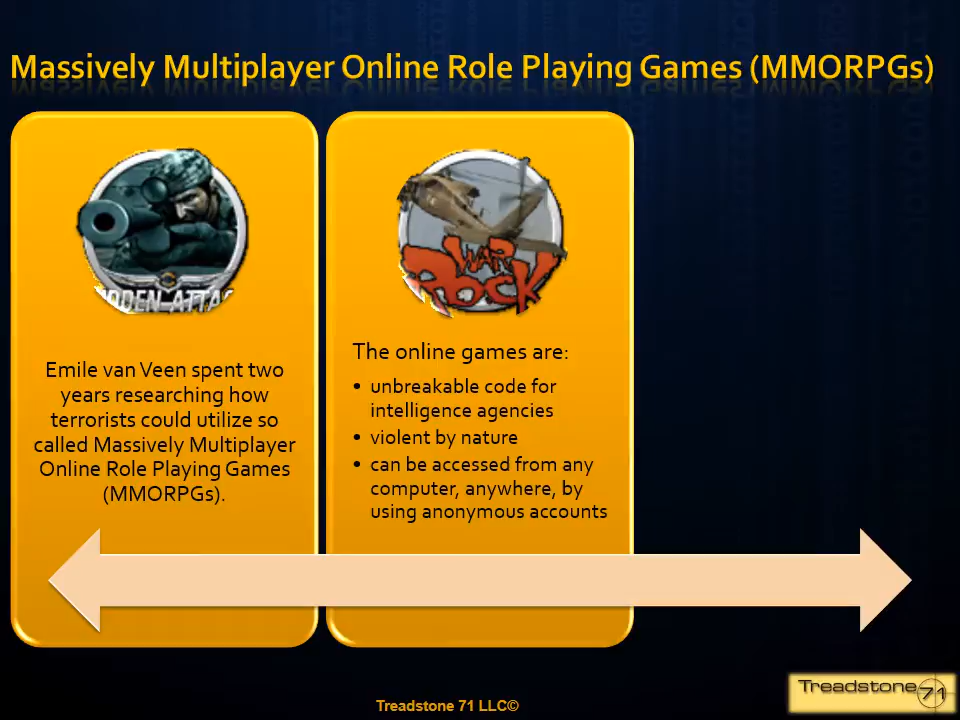 Massively Multiplayer Online Role Playing Games (MMORPGs)
WAR
ROCK
Emile van Veen spent two
years researching how
terrorists could utilize so
called Massively Multiplayer
Online Role Playing Games
(MMORPGs).
The online games are:
• unbreakable code for
intelligence agencies
• violent by nature
• can be accessed from any
computer, anywhere, by
using anonymous accounts
Treadstone 71 LLC©
Treadstone 71